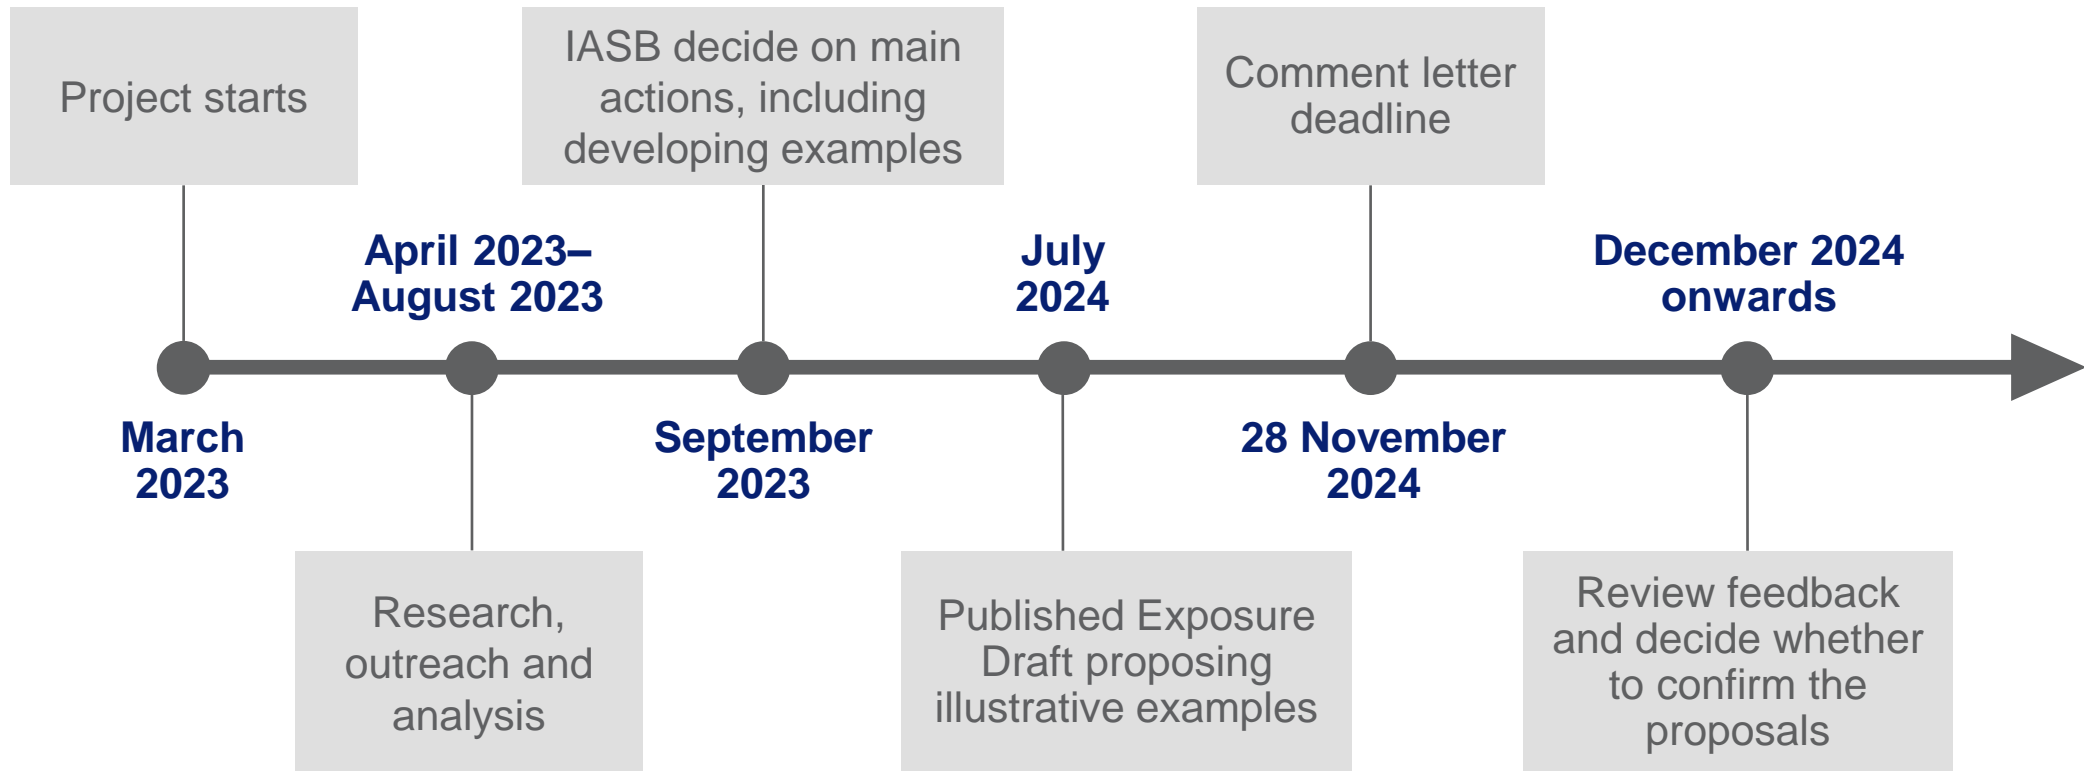 Project starts
IASB decide on main
actions, including
developing examples
Comment letter
deadline
April 2023–
August 2023
July
2024
December 2024
onwards
March
2023
September
2023
28 November
2024
Research,
outreach and
analysis
Published Exposure
Draft proposing
illustrative examples
Review feedback
and decide whether
to confirm the
proposals